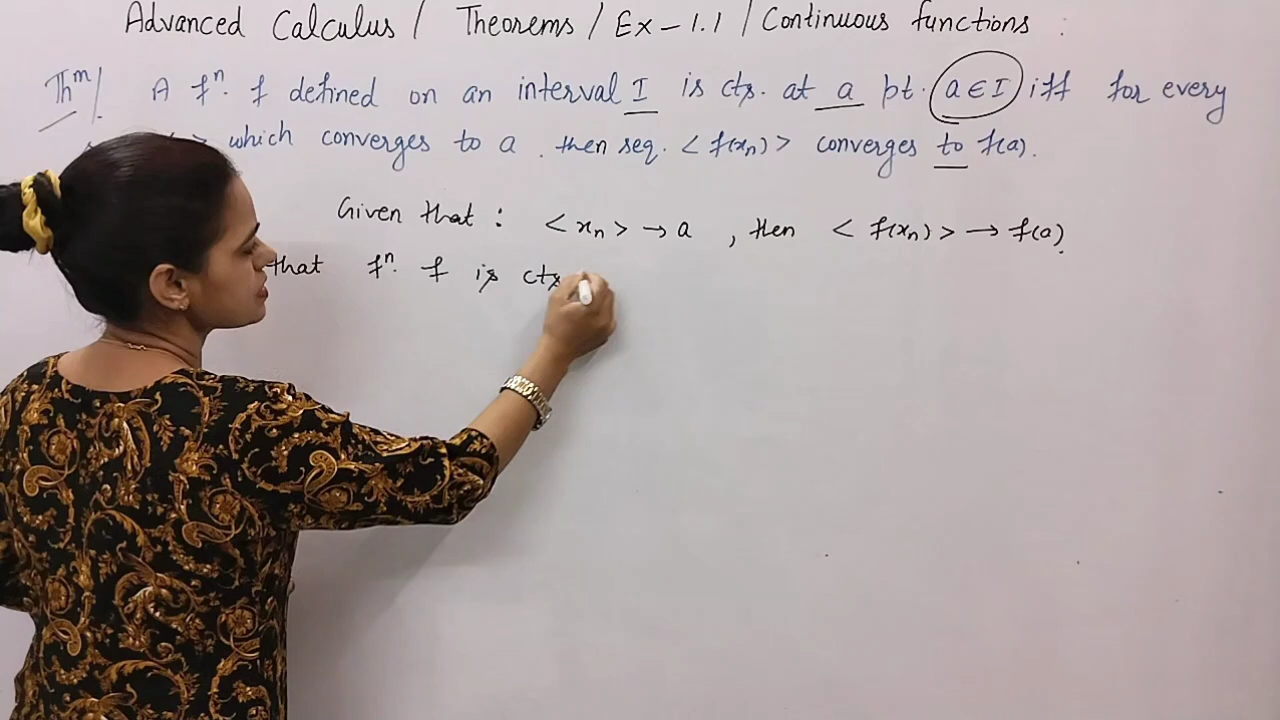 Advanced Calculus / Theorems / Ex - 1.1 / Continuous functions
Thᵐ/. A fⁿ. f defined on an interval I is cts. at a pt. a ∈ I iff for every
which converges to a . then seq. < f(xₙ) > converges to f(a).
Given that : < xₙ > → a , then < f(xₙ) > → f(a).
that fⁿ. f is cts